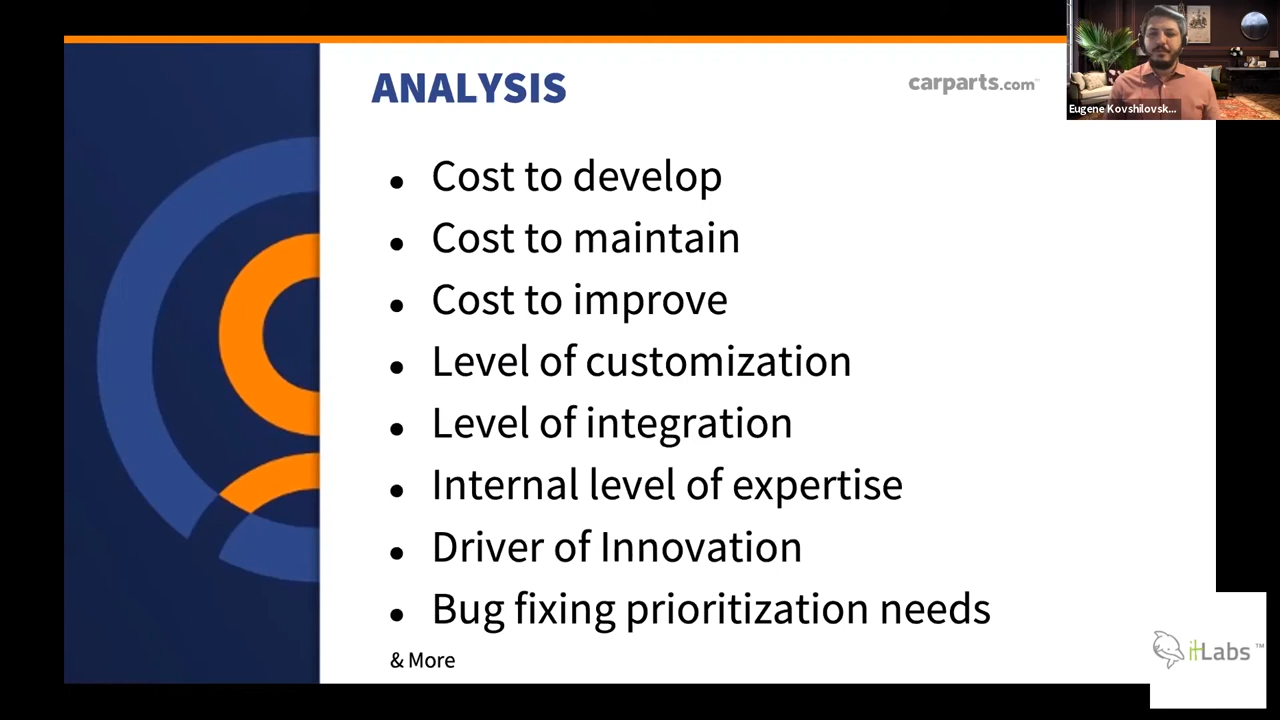 ANALYSIS
carparts.com
Eugene Kovshilovsk...
• Cost to develop
• Cost to maintain
• Cost to improve
• Level of customization
• Level of integration
• Internal level of expertise
• Driver of Innovation
• Bug fixing prioritization needs
& More
itLabs™